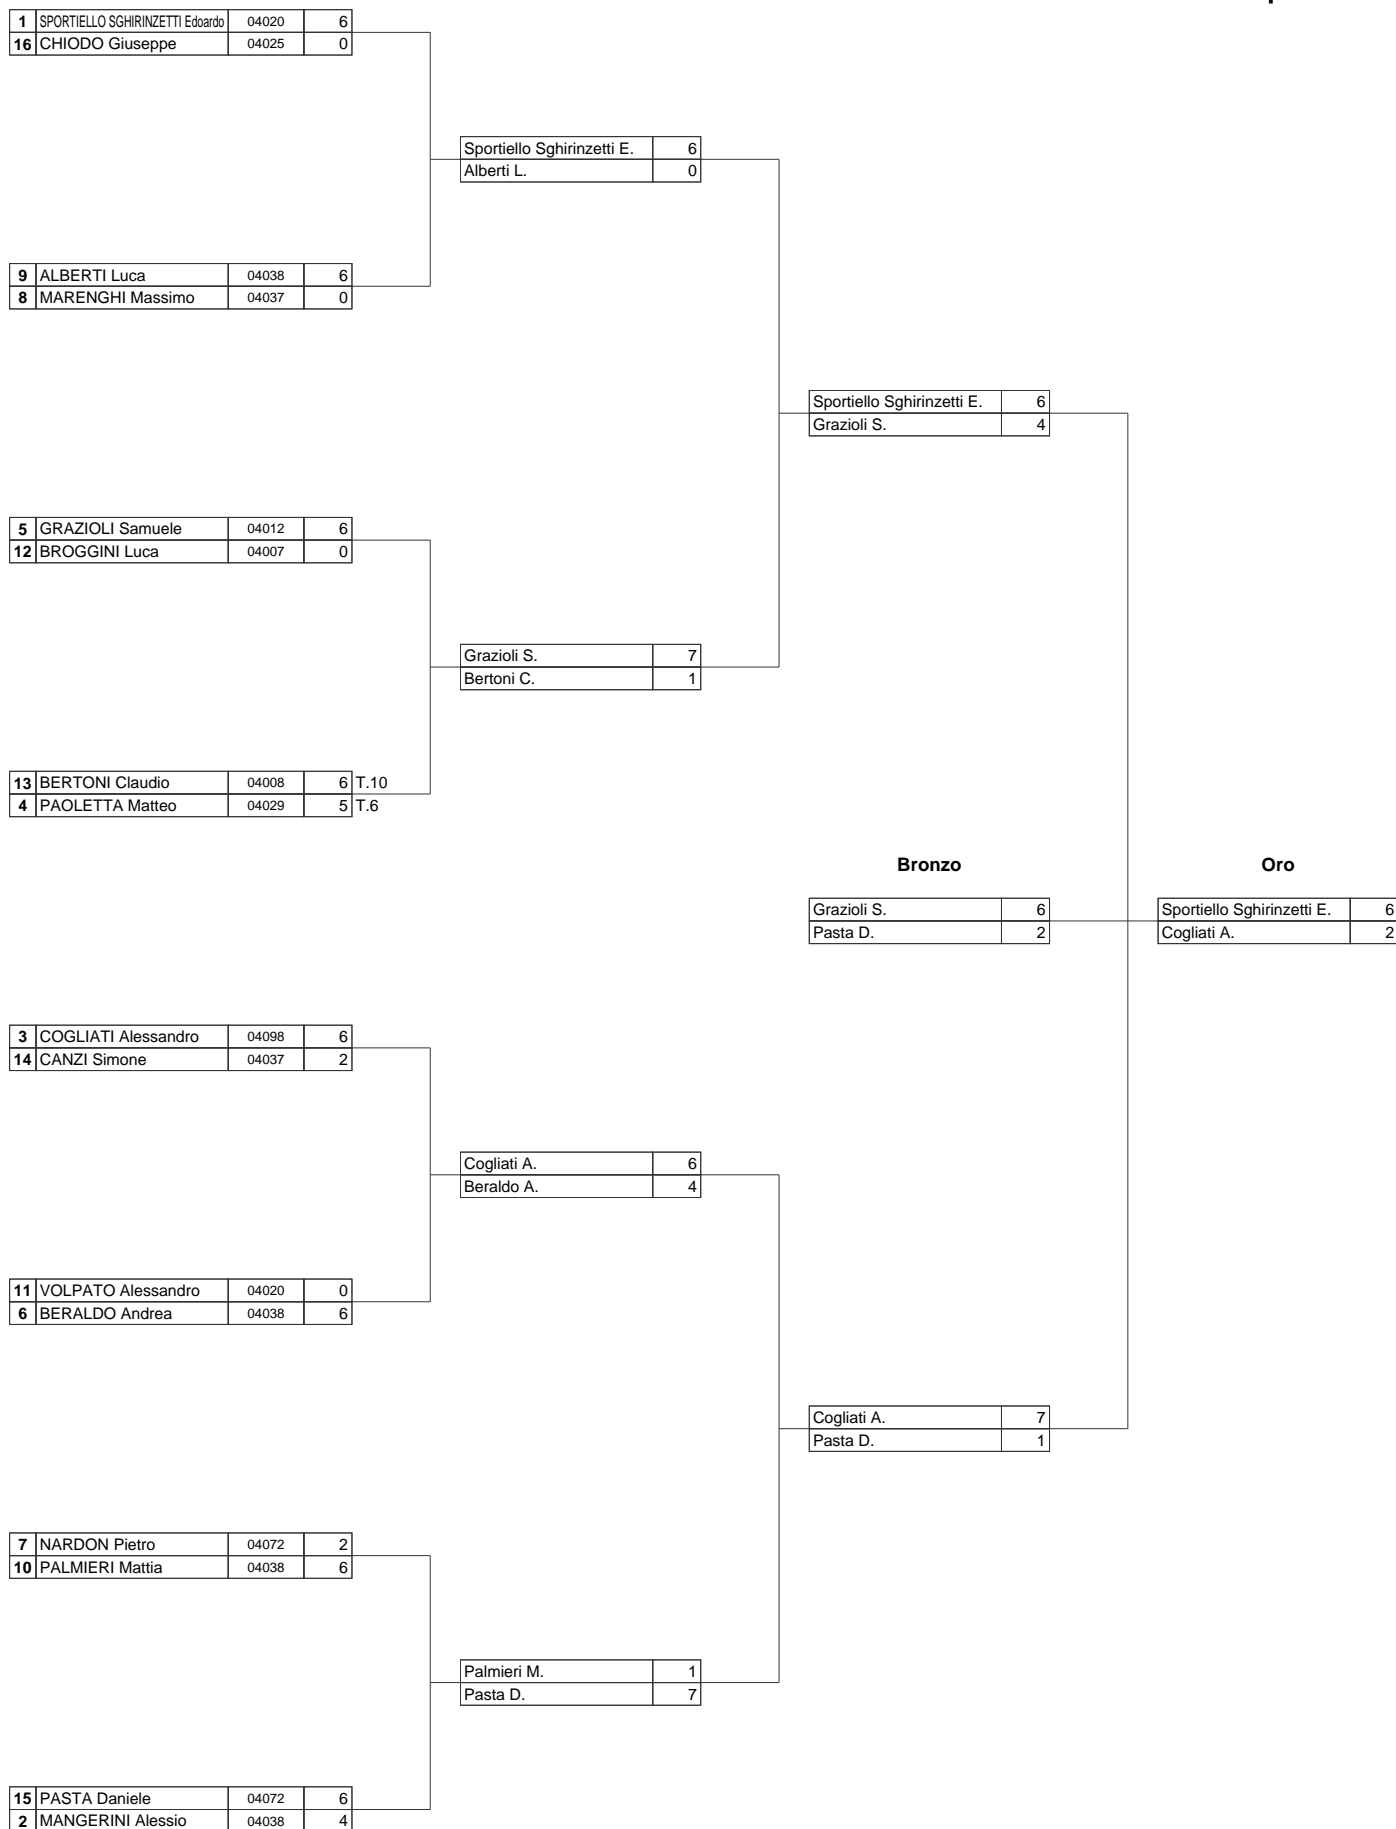 1 SPORTIELLO SGHIRINZETTI Edoardo 04020 6
16 CHIODO Giuseppe 04025 0
Sportiello Sghirinzetti E. 6
Alberti L. 0
9 ALBERTI Luca 04038 6
8 MARENGHI Massimo 04037 0
Sportiello Sghirinzetti E. 6
Grazioli S. 4
5 GRAZIOLI Samuele 04012 6
12 BROGGINI Luca 04007 0
Grazioli S. 7
Bertoni C. 1
13 BERTONI Claudio 04008 6 T.10
4 PAOLETTA Matteo 04029 5 T.6
Bronzo Oro
Grazioli S. 6 Sportiello Sghirinzetti E. 6
Pasta D. 2 Cogliati A. 2
3 COGLIATI Alessandro 04098 6
14 CANZI Simone 04037 2
Cogliati A. 6
Beraldo A. 4
11 VOLPATO Alessandro 04020 0
6 BERALDO Andrea 04038 6
Cogliati A. 7
Pasta D. 1
7 NARDON Pietro 04072 2
10 PALMIERI Mattia 04038 6
Palmieri M. 1
Pasta D. 7
15 PASTA Daniele 04072 6
2 MANGERINI Alessio 04038 4